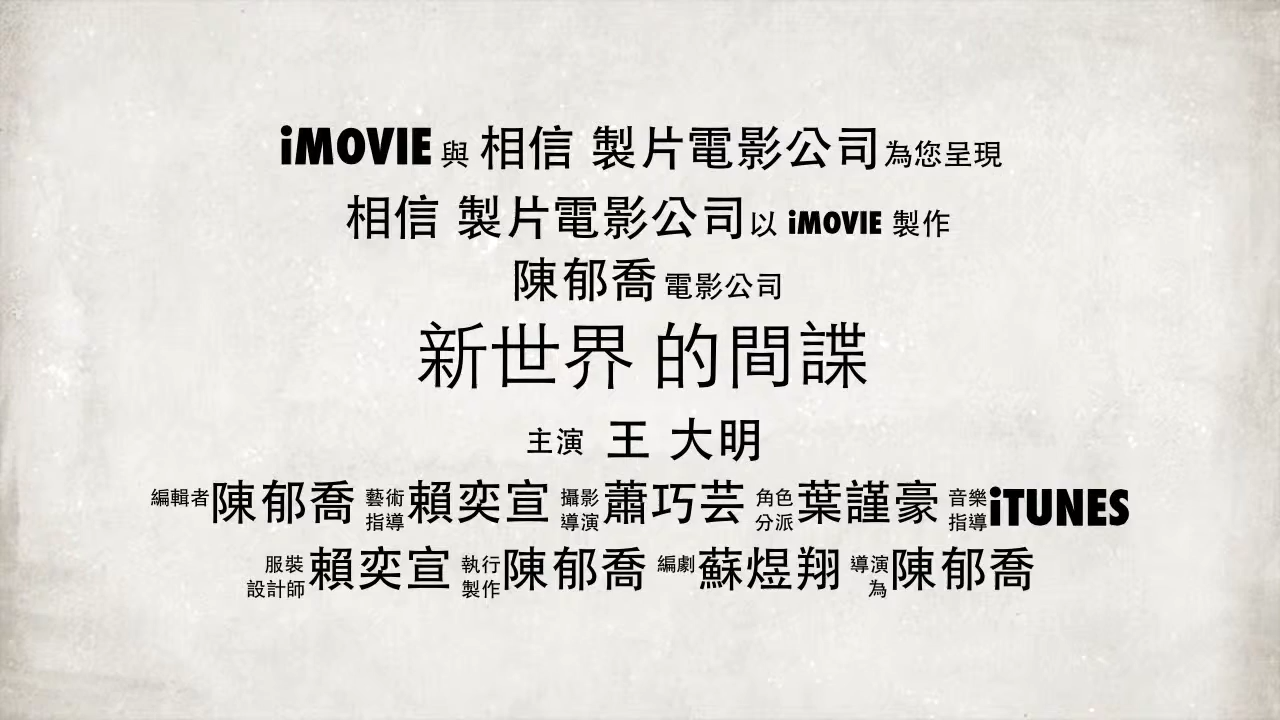 iMOVIE 與 相信 製片電影公司 為您呈現
相信 製片電影公司 以 iMOVIE 製作
陳郁喬 電影公司
新世界 的間諜
主演 王 大明
編輯者 陳郁喬 藝術指導 賴奕宣 攝影導演 蕭巧芸 角色分派 葉謹豪 音樂指導 iTUNES
服裝設計師 賴奕宣 執行製作 陳郁喬 編劇 蘇煜翔 導演為 陳郁喬